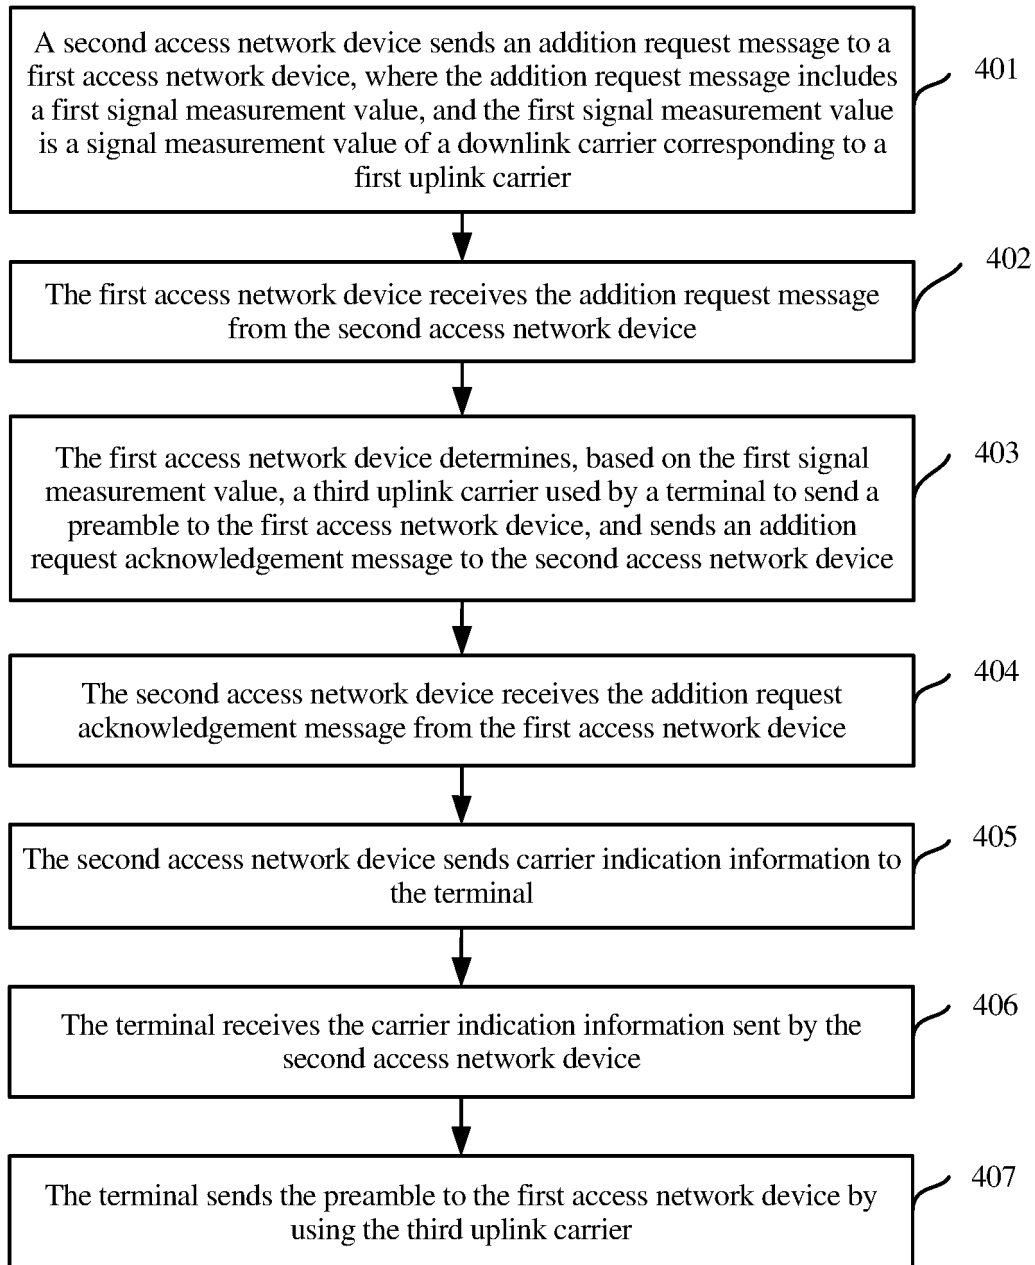 A second access network device sends an addition request message to a
first access network device, where the addition request message includes
a first signal measurement value, and the first signal measurement value
is a signal measurement value of a downlink carrier corresponding to a
first uplink carrier
401
The first access network device receives the addition request message
from the second access network device
402
The first access network device determines, based on the first signal
measurement value, a third uplink carrier used by a terminal to send a
preamble to the first access network device, and sends an addition
request acknowledgement message to the second access network device
403
The second access network device receives the addition request
acknowledgement message from the first access network device
404
The second access network device sends carrier indication information to
the terminal
405
The terminal receives the carrier indication information sent by the
second access network device
406
The terminal sends the preamble to the first access network device by
using the third uplink carrier
407